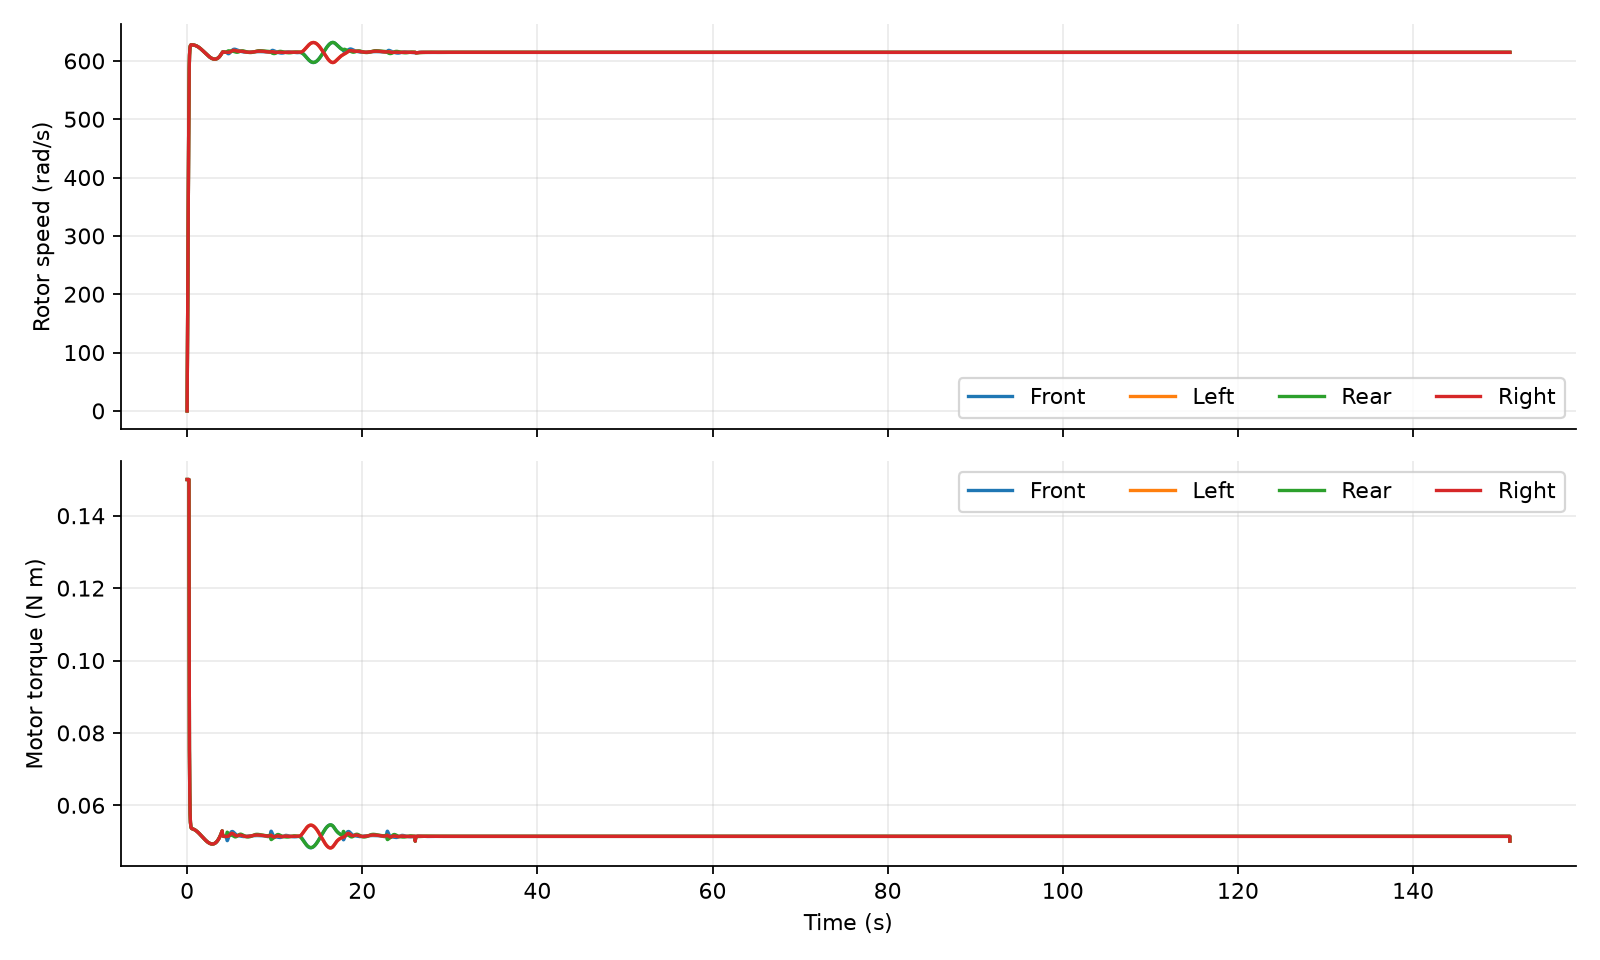 600
500
400
300
200
100
0
Rotor speed (rad/s)
Front Left Rear Right
Front Left Rear Right
0.14
0.12
0.10
0.08
0.06
Motor torque (N m)
0 20 40 60 80 100 120 140
Time (s)